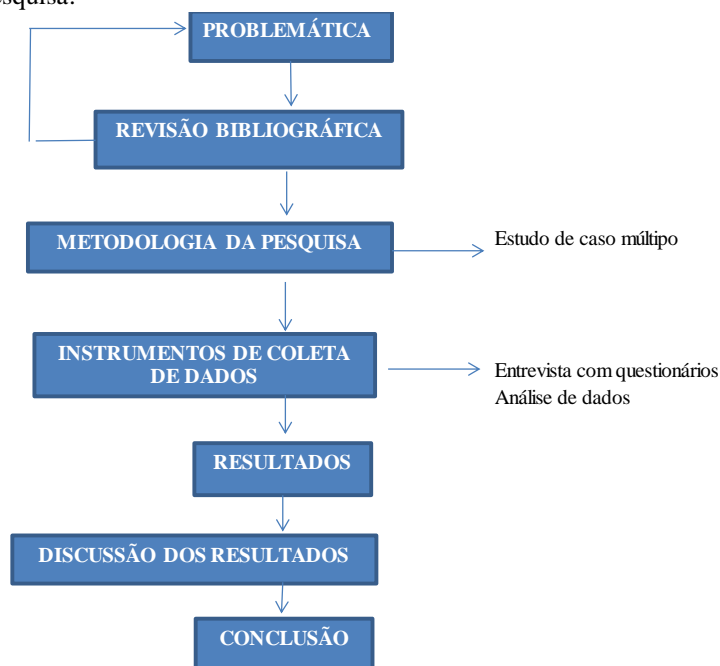 esquisa:
PROBLEMÁTICA
REVISÃO BIBLIOGRÁFICA
METODOLOGIA DA PESQUISA
Estudo de caso múltipo
INSTRUMENTOS DE COLETA
DE DADOS
Entrevista com questionários
Análise de dados
RESULTADOS
DISCUSSÃO DOS RESULTADOS
CONCLUSÃO